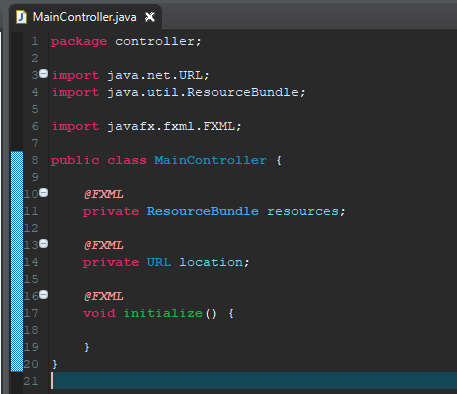 MainController.java
1 package controller;
2
3 import java.net.URL;
4 import java.util.ResourceBundle;
5
6 import javafx.fxml.FXML;
7
8 public class MainController {
9
10     @FXML
11     private ResourceBundle resources;
12
13     @FXML
14     private URL location;
15
16     @FXML
17     void initialize() {
18
19     }
20 }
21